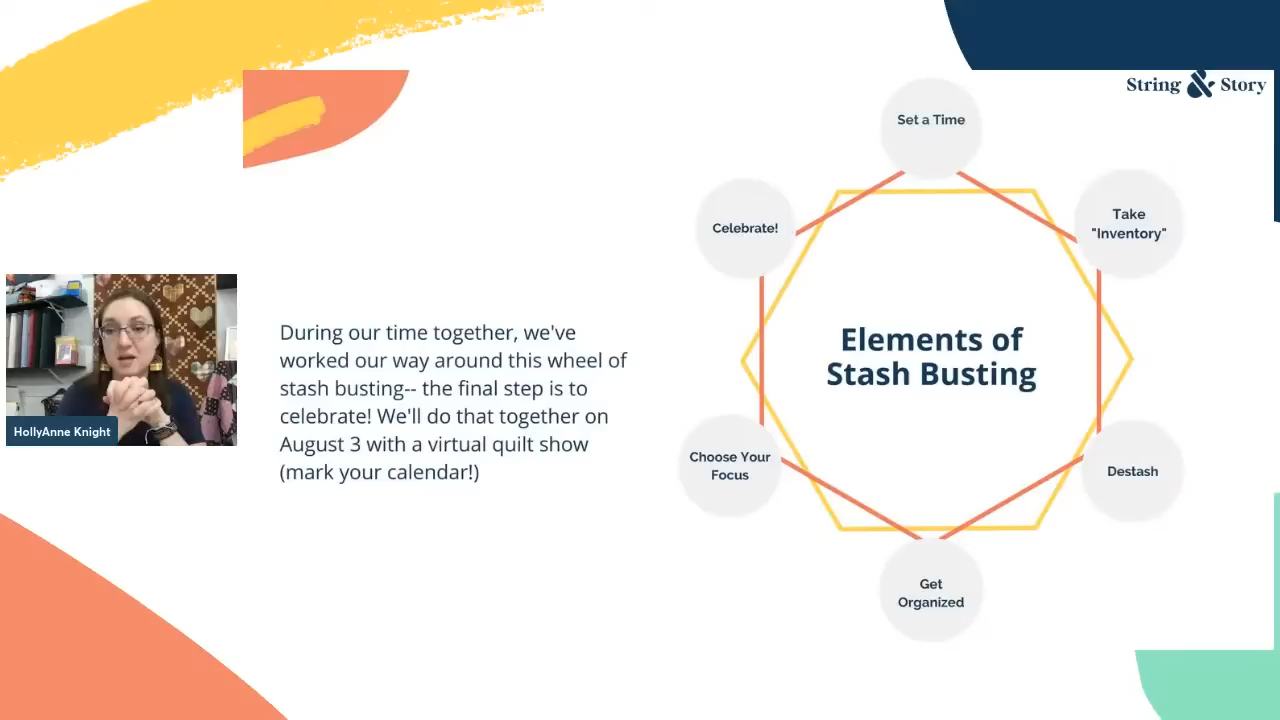 String & Story
Set a Time
Take
"Inventory"
Celebrate!
Elements of
Stash Busting
During our time together, we've
worked our way around this wheel of
stash busting-- the final step is to
celebrate! We'll do that together on
August 3 with a virtual quilt show
(mark your calendar!)
HollyAnne Knight
Choose Your
Focus
Destash
Get
Organized